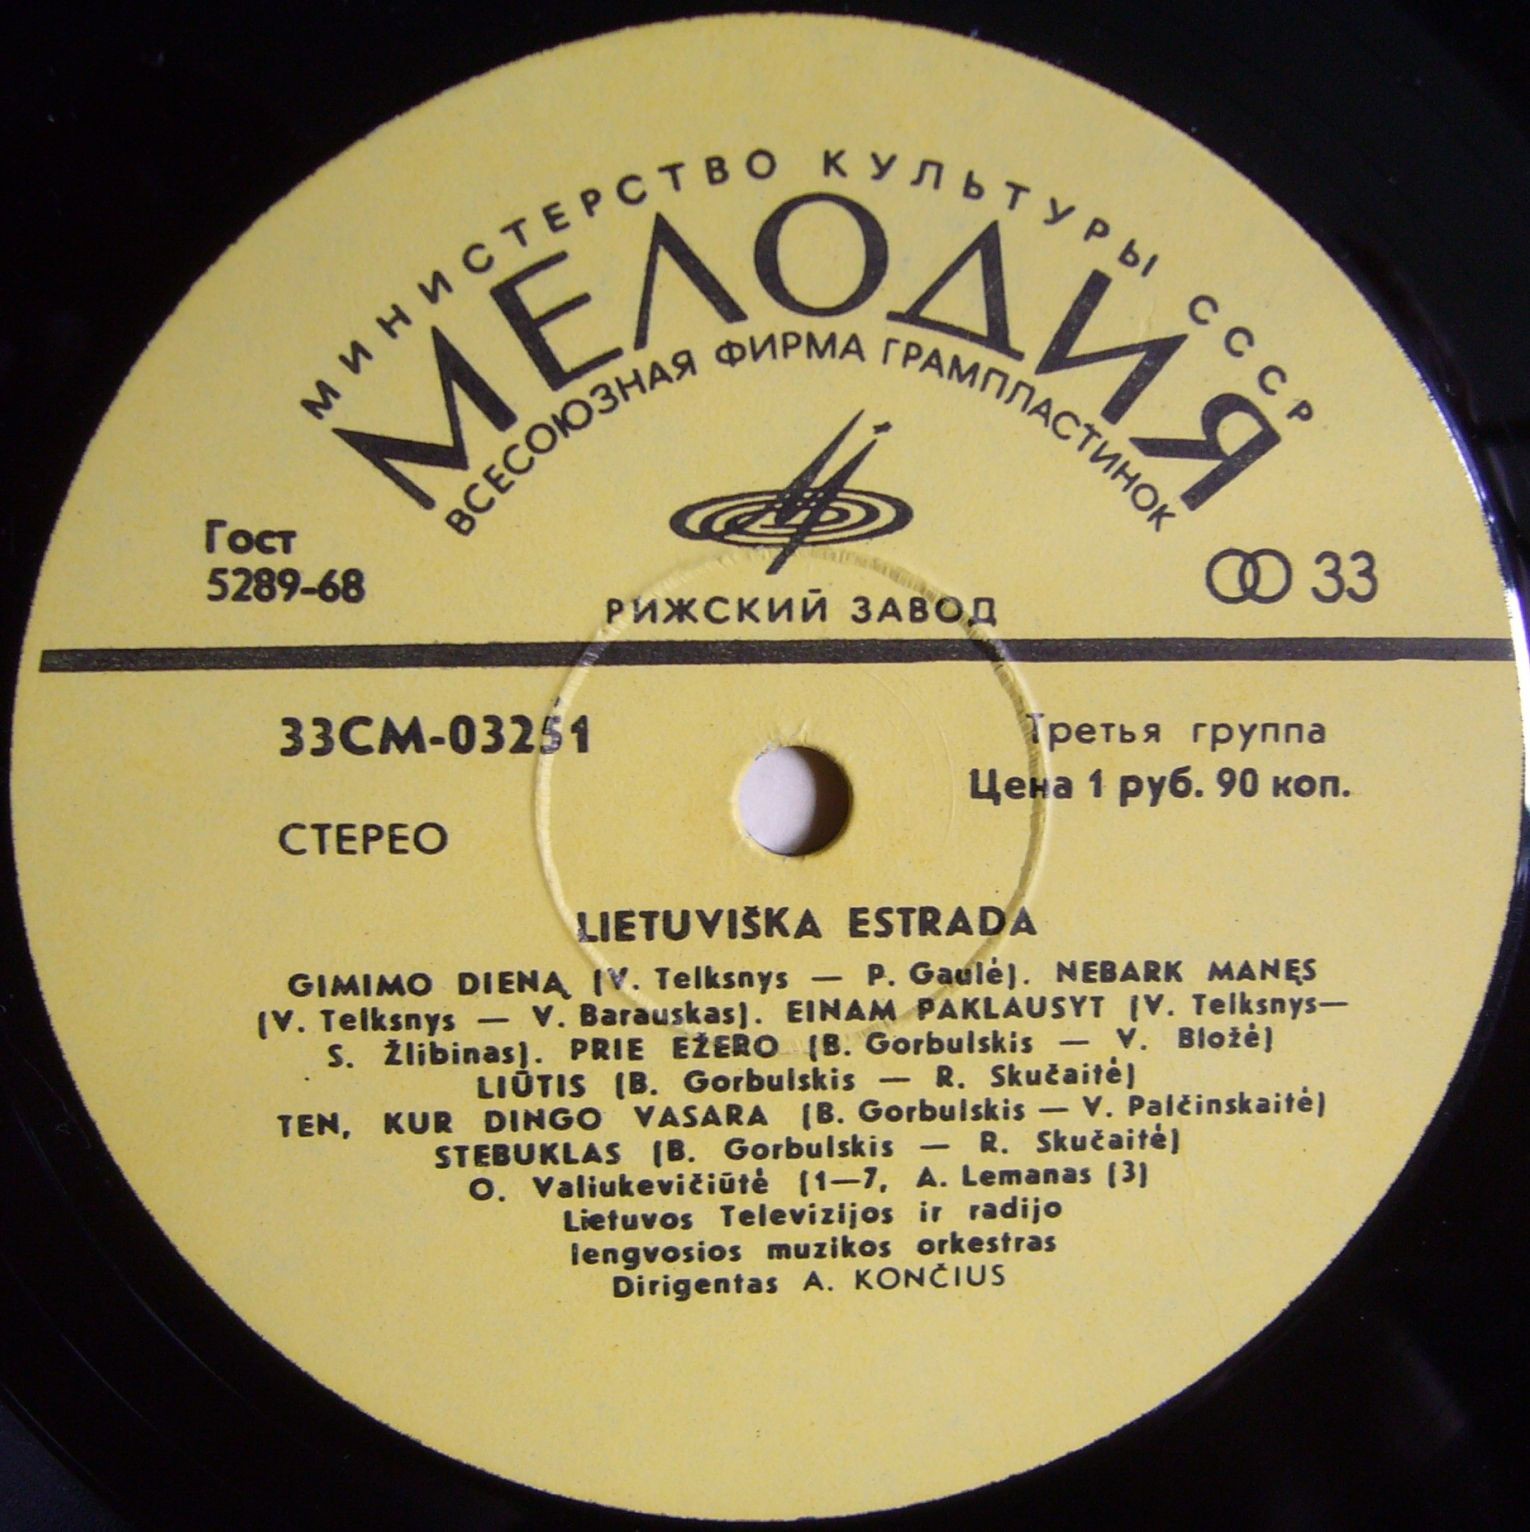 МИНИСТЕРСТВО КУЛЬТУРЫ СССР
МЕЛОДИЯ
ВСЕСОЮЗНАЯ ФИРМА ГРАМПЛАСТИНОК
Гост
5289-68
33
РИЖСКИЙ ЗАВОД
33СМ-03251
Третья группа
Цена 1 руб. 90 коп.
СТЕРЕО
LIETUVIŠKA ESTRADA
GIMIMO DIENĄ (V. Telksnys — P. Gaulė). NEBARK MANĘS
(V. Telksnys — V. Barauskas). EINAM PAKLAUSYT (V. Telksnys—
S. Žlibinas). PRIE EŽERO (B. Gorbulskis — V. Bložė)
LIŪTIS (B. Gorbulskis — R. Skučaitė)
TEN, KUR DINGO VASARA (B. Gorbulskis — V. Palčinskaitė)
STEBUKLAS (B. Gorbulskis — R. Skučaitė)
O. Valiukevičiūtė (1—7, A. Lemanas (3)
Lietuvos Televizijos ir radijo
lengvosios muzikos orkestras
Dirigentas A. KONČIUS